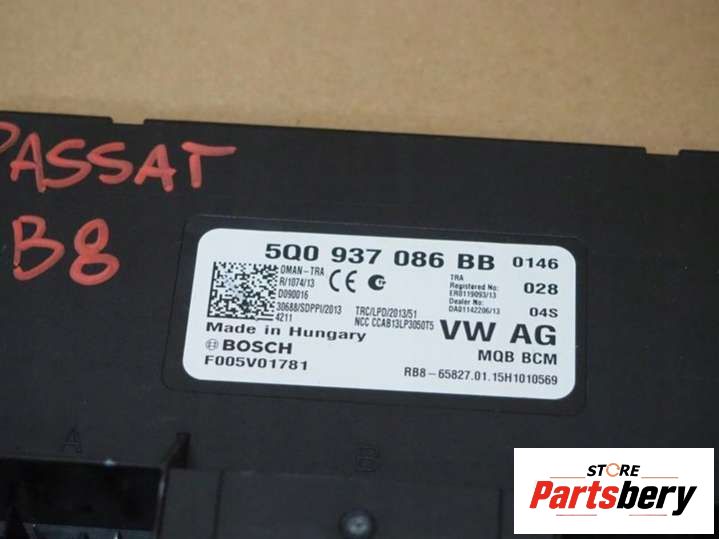 PASSAT
B8
5Q0 937 086 BB 0146
OMAN-TRA
R/1074/13
D090016
30688/SDPPI/2013
4211
CE
TRA
Registered No:
ER0119093/13
Dealer No:
DA01142206/13
028
04S
TRC/LPD/2013/51
NCC CCAB13LP3050T5
VW AG
Made in Hungary
BOSCH
F005V01781
MQB BCM
RB8-65827.01.15H1010569
A
B
STORE
Partsbery